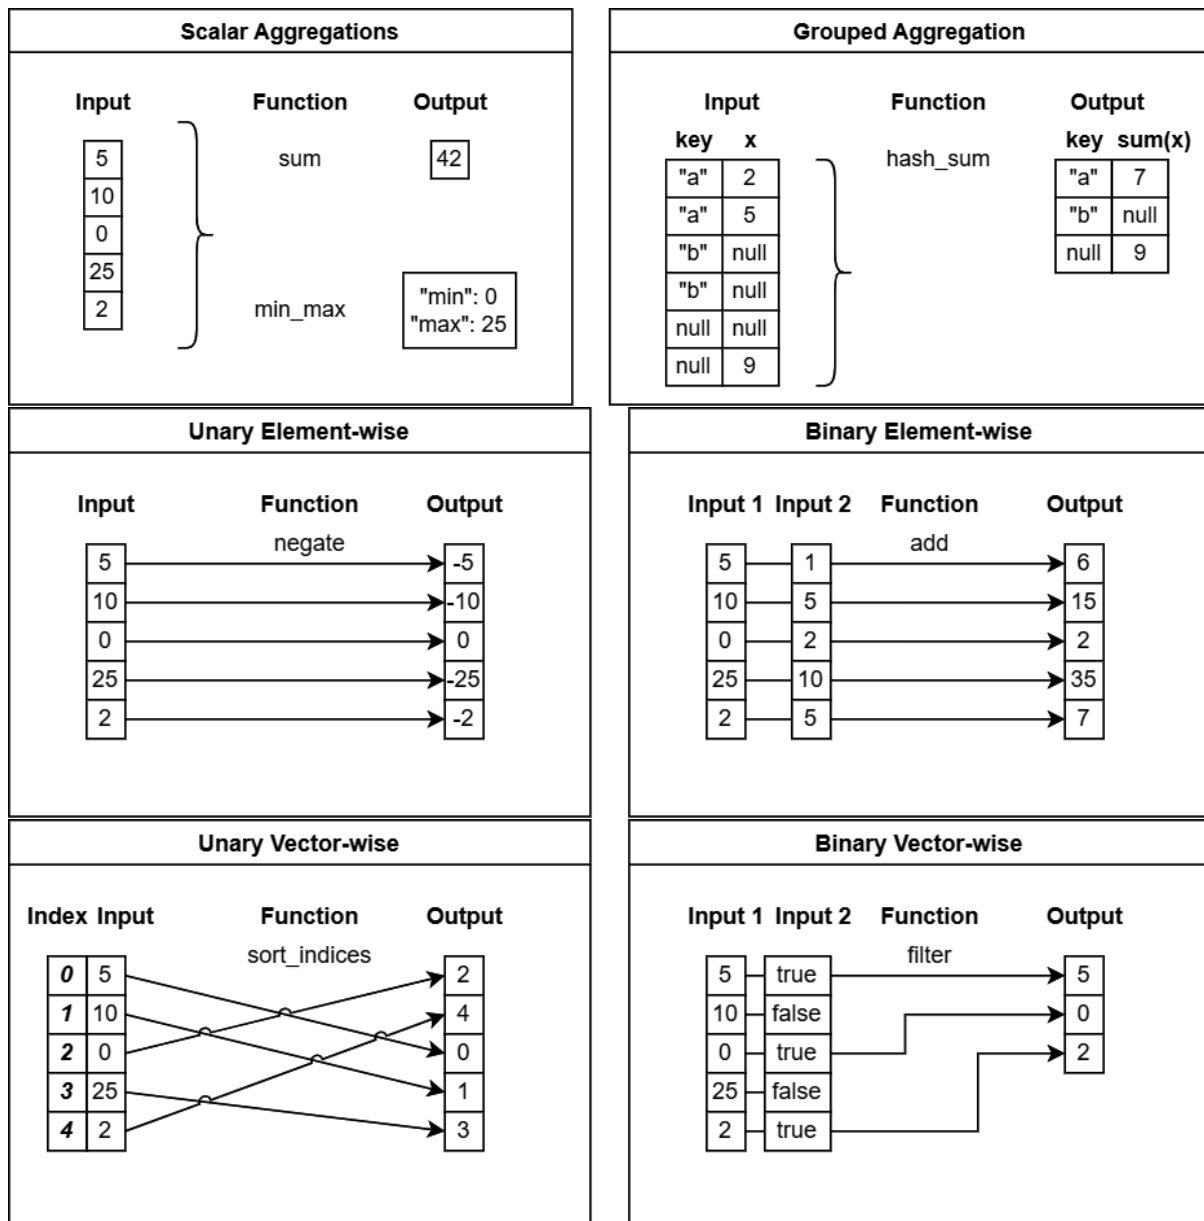 Scalar Aggregations
Input Function Output
5 sum 42
10
0
25
2 min_max "min": 0
"max": 25
Grouped Aggregation
Input Function Output
key x hash_sum key sum(x)
"a" 2 "a" 7
"a" 5 "b" null
"b" null null 9
"b" null
null null
null 9
Unary Element-wise
Input Function Output
negate
5 -5
10 -10
0 0
25 -25
2 -2
Binary Element-wise
Input 1 Input 2 Function Output
add
5 1 6
10 5 15
0 2 2
25 10 35
2 5 7
Unary Vector-wise
Index Input Function Output
sort_indices
0 5 2
1 10 4
2 0 0
3 25 1
4 2 3
Binary Vector-wise
Input 1 Input 2 Function Output
filter
5 true 5
10 false 0
0 true 2
25 false
2 true